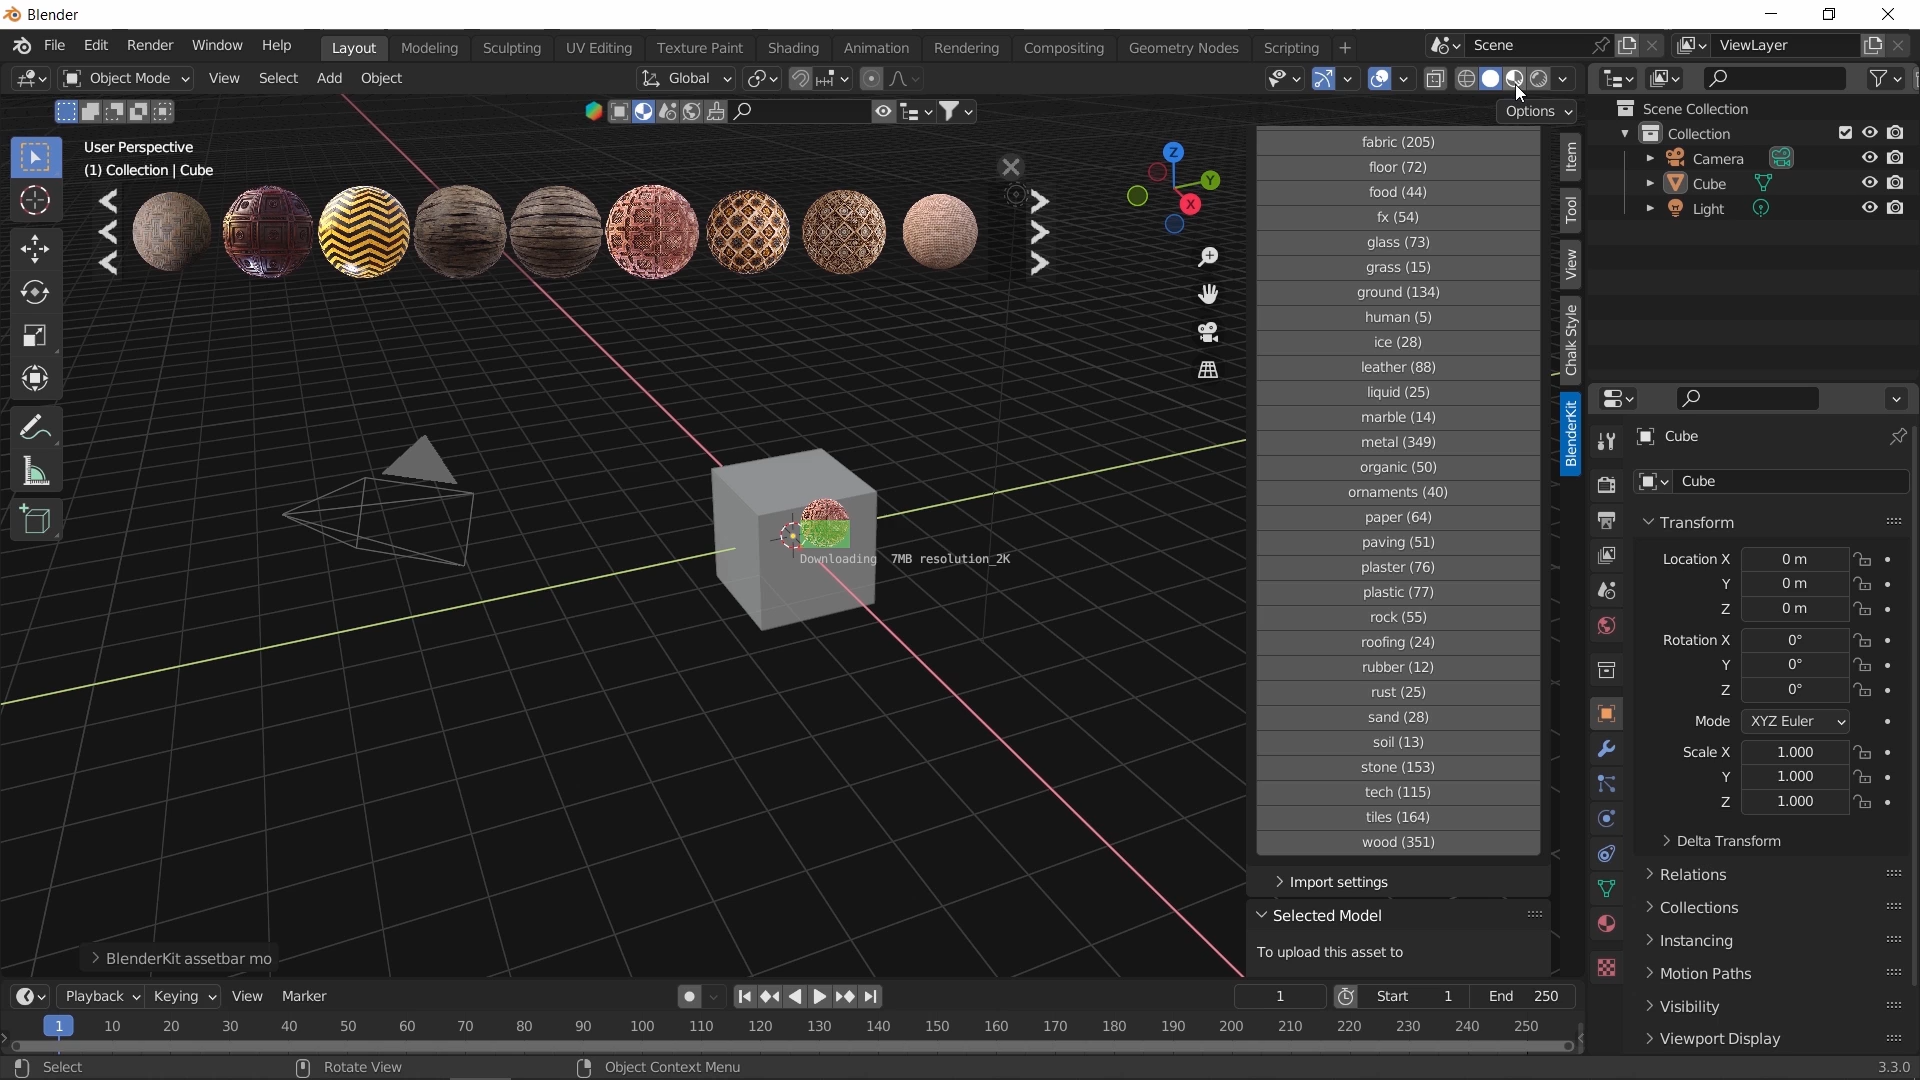 Blender
File Edit Render Window Help Layout Modeling Sculpting UV Editing Texture Paint Shading Animation Rendering Compositing Geometry Nodes Scripting + Scene ViewLayer
Object Mode View Select Add Object Global
Options
User Perspective
(1) Collection | Cube
Z
Y
X
Downloading 7MB resolution_2K
fabric (205)
floor (72)
food (44)
fx (54)
glass (73)
grass (15)
ground (134)
human (5)
ice (28)
leather (88)
liquid (25)
marble (14)
metal (349)
organic (50)
ornaments (40)
paper (64)
paving (51)
plaster (76)
plastic (77)
rock (55)
roofing (24)
rubber (12)
rust (25)
sand (28)
soil (13)
stone (153)
tech (115)
tiles (164)
wood (351)
Import settings
Selected Model
To upload this asset to
Item
Tool
View
Chalk Style
BlenderKit
Scene Collection
Collection
Camera
Cube
Light
Cube
Cube
Transform
Location X 0 m
Y 0 m
Z 0 m
Rotation X 0°
Y 0°
Z 0°
Mode XYZ Euler
Scale X 1.000
Y 1.000
Z 1.000
Delta Transform
Relations
Collections
Instancing
Motion Paths
Visibility
Viewport Display
BlenderKit assetbar mo
Playback Keying View Marker 1 Start 1 End 250
1 10 20 30 40 50 60 70 80 90 100 110 120 130 140 150 160 170 180 190 200 210 220 230 240 250
Select Rotate View Object Context Menu 3.3.0